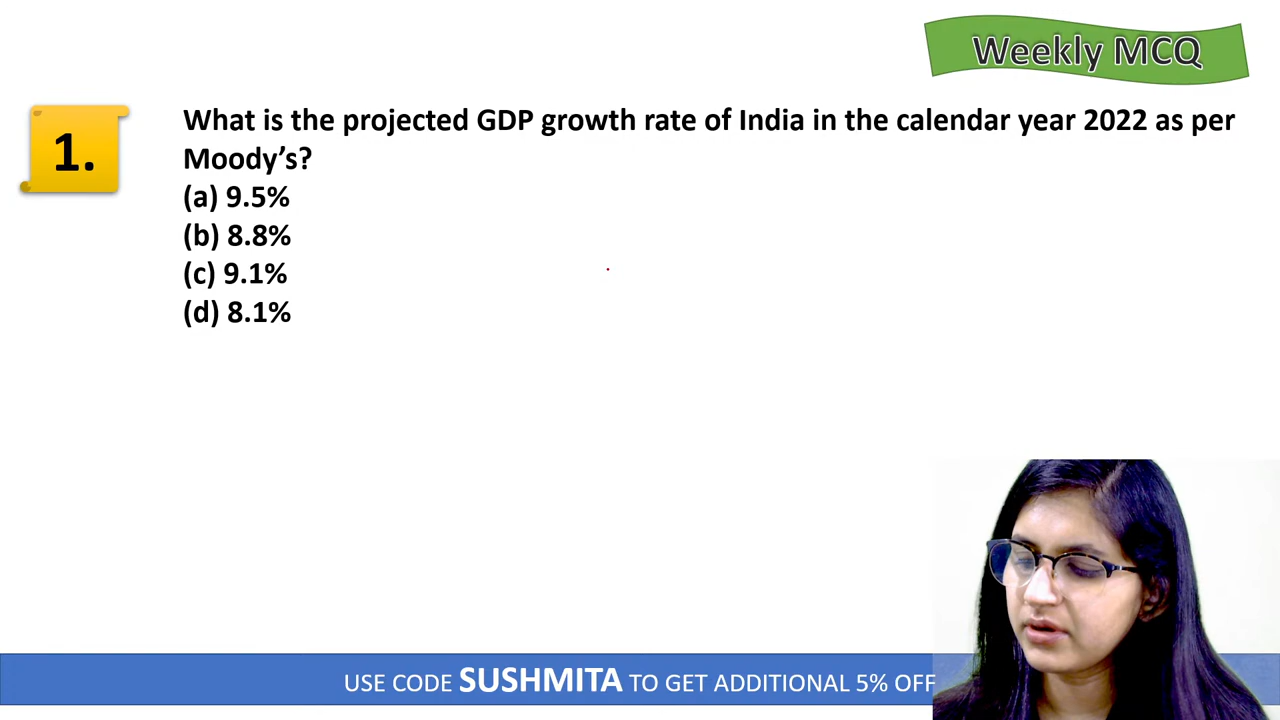 Weekly MCQ
1.
What is the projected GDP growth rate of India in the calendar year 2022 as per
Moody’s?
(a) 9.5%
(b) 8.8%
(c) 9.1%
(d) 8.1%
USE CODE SUSHMITA TO GET ADDITIONAL 5% OFF